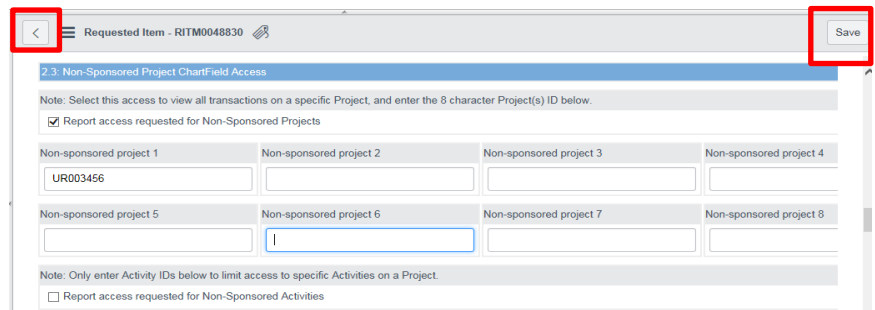 Requested Item - RITM0048830
Save
2.3: Non-Sponsored Project ChartField Access
Note: Select this access to view all transactions on a specific Project, and enter the 8 character Project(s) ID below.
Report access requested for Non-Sponsored Projects
Non-sponsored project 1 Non-sponsored project 2 Non-sponsored project 3 Non-sponsored project 4
UR003456
Non-sponsored project 5 Non-sponsored project 6 Non-sponsored project 7 Non-sponsored project 8
Note: Only enter Activity IDs below to limit access to specific Activities on a Project.
Report access requested for Non-Sponsored Activities